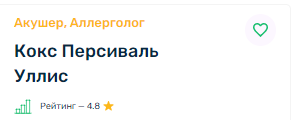 Акушер, Аллерголог
Кокс Персиваль
Уллис
Рейтинг – 4.8